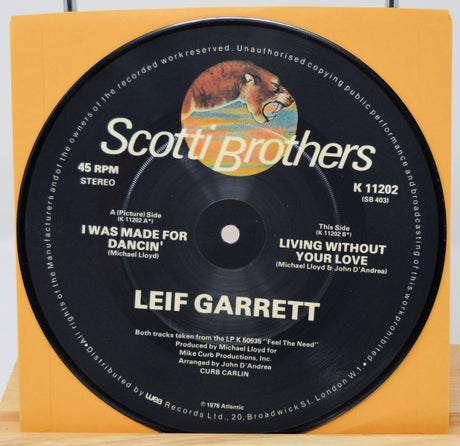 •All rights of the Manufacturers and of the owners of the recorded work reserved. Unauthorised copying public performance and broadcasting of this work prohibited.
Scotti Brothers
45 RPM
STEREO
K 11202
(SB 403)
A (Picture) Side
(K 11202 A*)
I WAS MADE FOR
DANCIN'
(Michael Lloyd)
This Side
(K 11202 B*)
LIVING WITHOUT
YOUR LOVE
(Michael Lloyd & John D'Andrea)
LEIF GARRETT
Both tracks taken from the LP K 50535 "Feel The Need"
Produced by Michael Lloyd for
Mike Curb Productions, Inc.
Arranged by John D'Andrea
CURB CARLIN
℗ 1978 Atlantic
•Distributed by wea Records Ltd., 20, Broadwick St. London W1.•